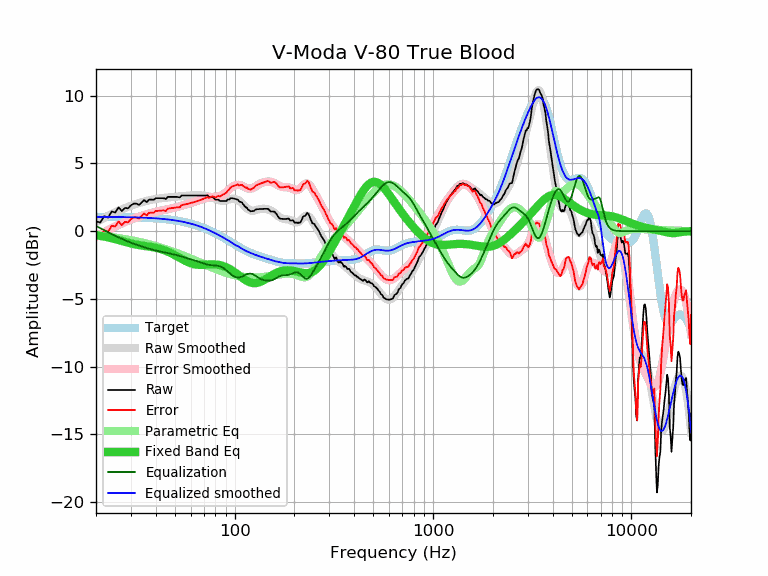 V-Moda V-80 True Blood
Amplitude (dBr)
10
5
0
−5
−10
−15
−20
Target
Raw Smoothed
Error Smoothed
Raw
Error
Parametric Eq
Fixed Band Eq
Equalization
Equalized smoothed
100
1000
10000
Frequency (Hz)